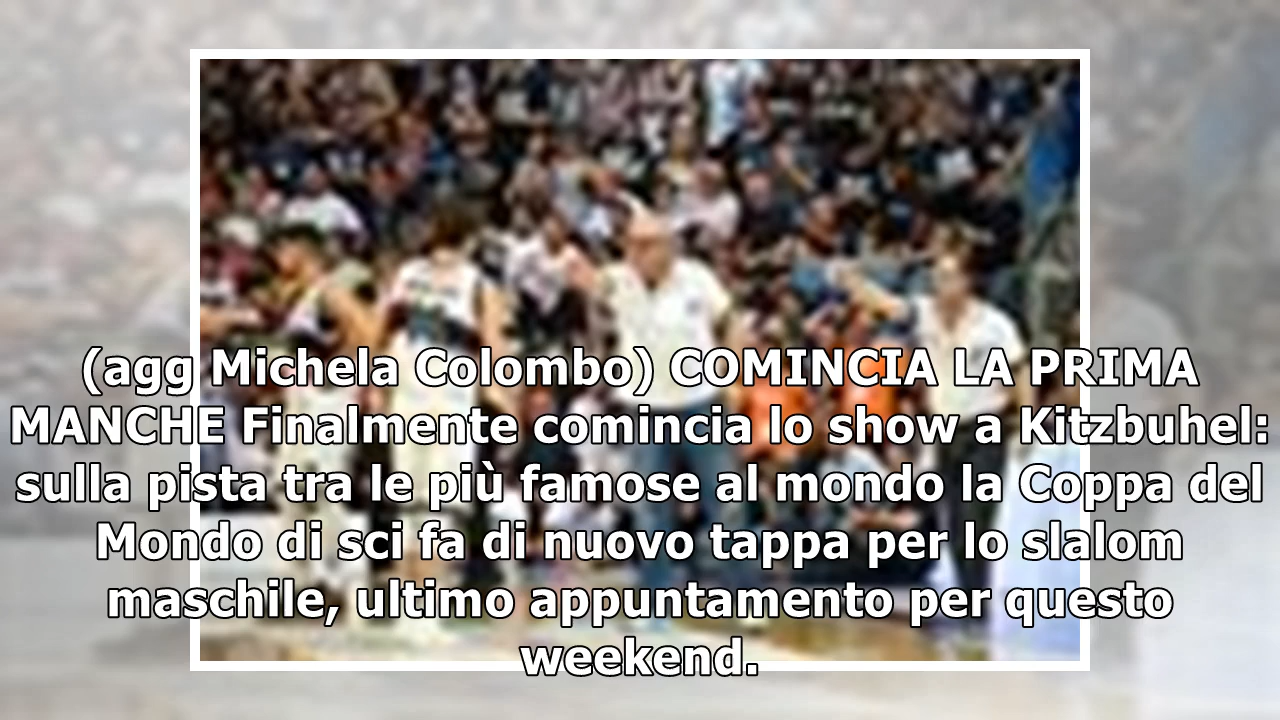 (agg Michela Colombo) COMINCIA LA PRIMA
MANCHE Finalmente comincia lo show a Kitzbuhel:
sulla pista tra le più famose al mondo la Coppa del
Mondo di sci fa di nuovo tappa per lo slalom
maschile, ultimo appuntamento per questo
weekend.